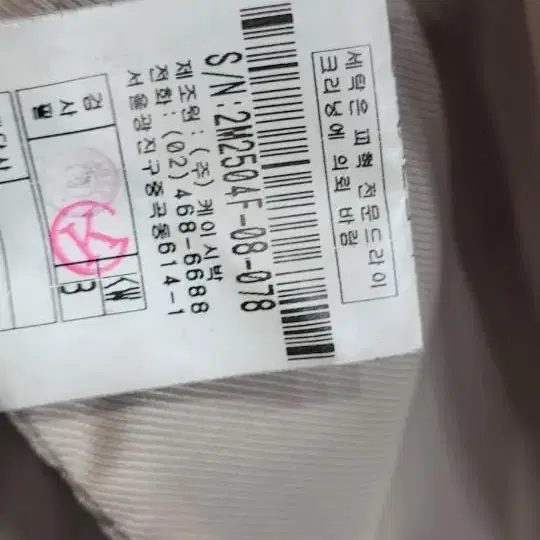 세탁은 피혁 전문드라이
크리닝에 의뢰 바람
S/N:2M2504F-08-078
제조원: (주) 케이시박
전화: (02)468-6688
서울광진구중곡동614-1
검사필
K
3